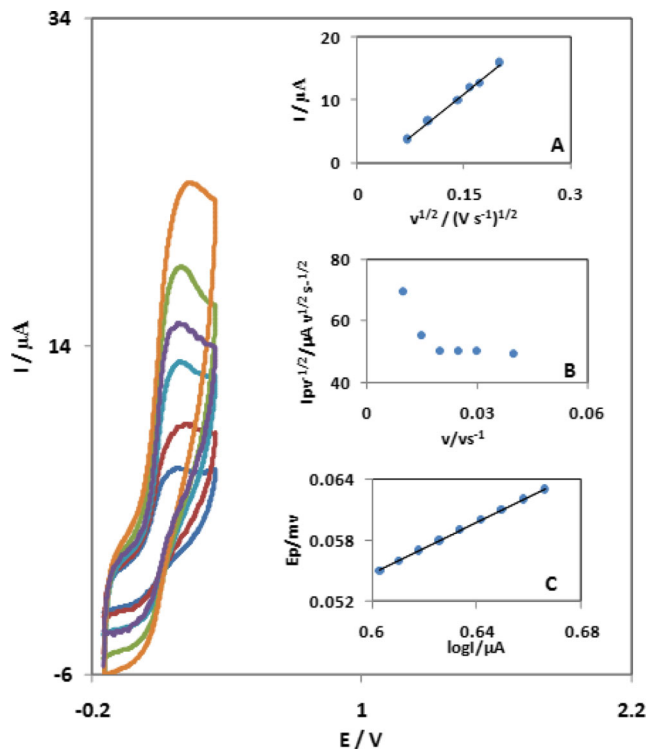 34
14
-6
I / µA
-0.2 1 2.2
E / V
20
10
0
I / µA
0 0.15 0.3
v^1/2 / (V s^-1)^1/2
A
80
60
40
Ipv^-1/2/µA v^1/2 s^-1/2
0 0.03 0.06
v/vs^-1
B
0.064
0.058
0.052
Ep/mv
0.6 0.64 0.68
logI/µA
C